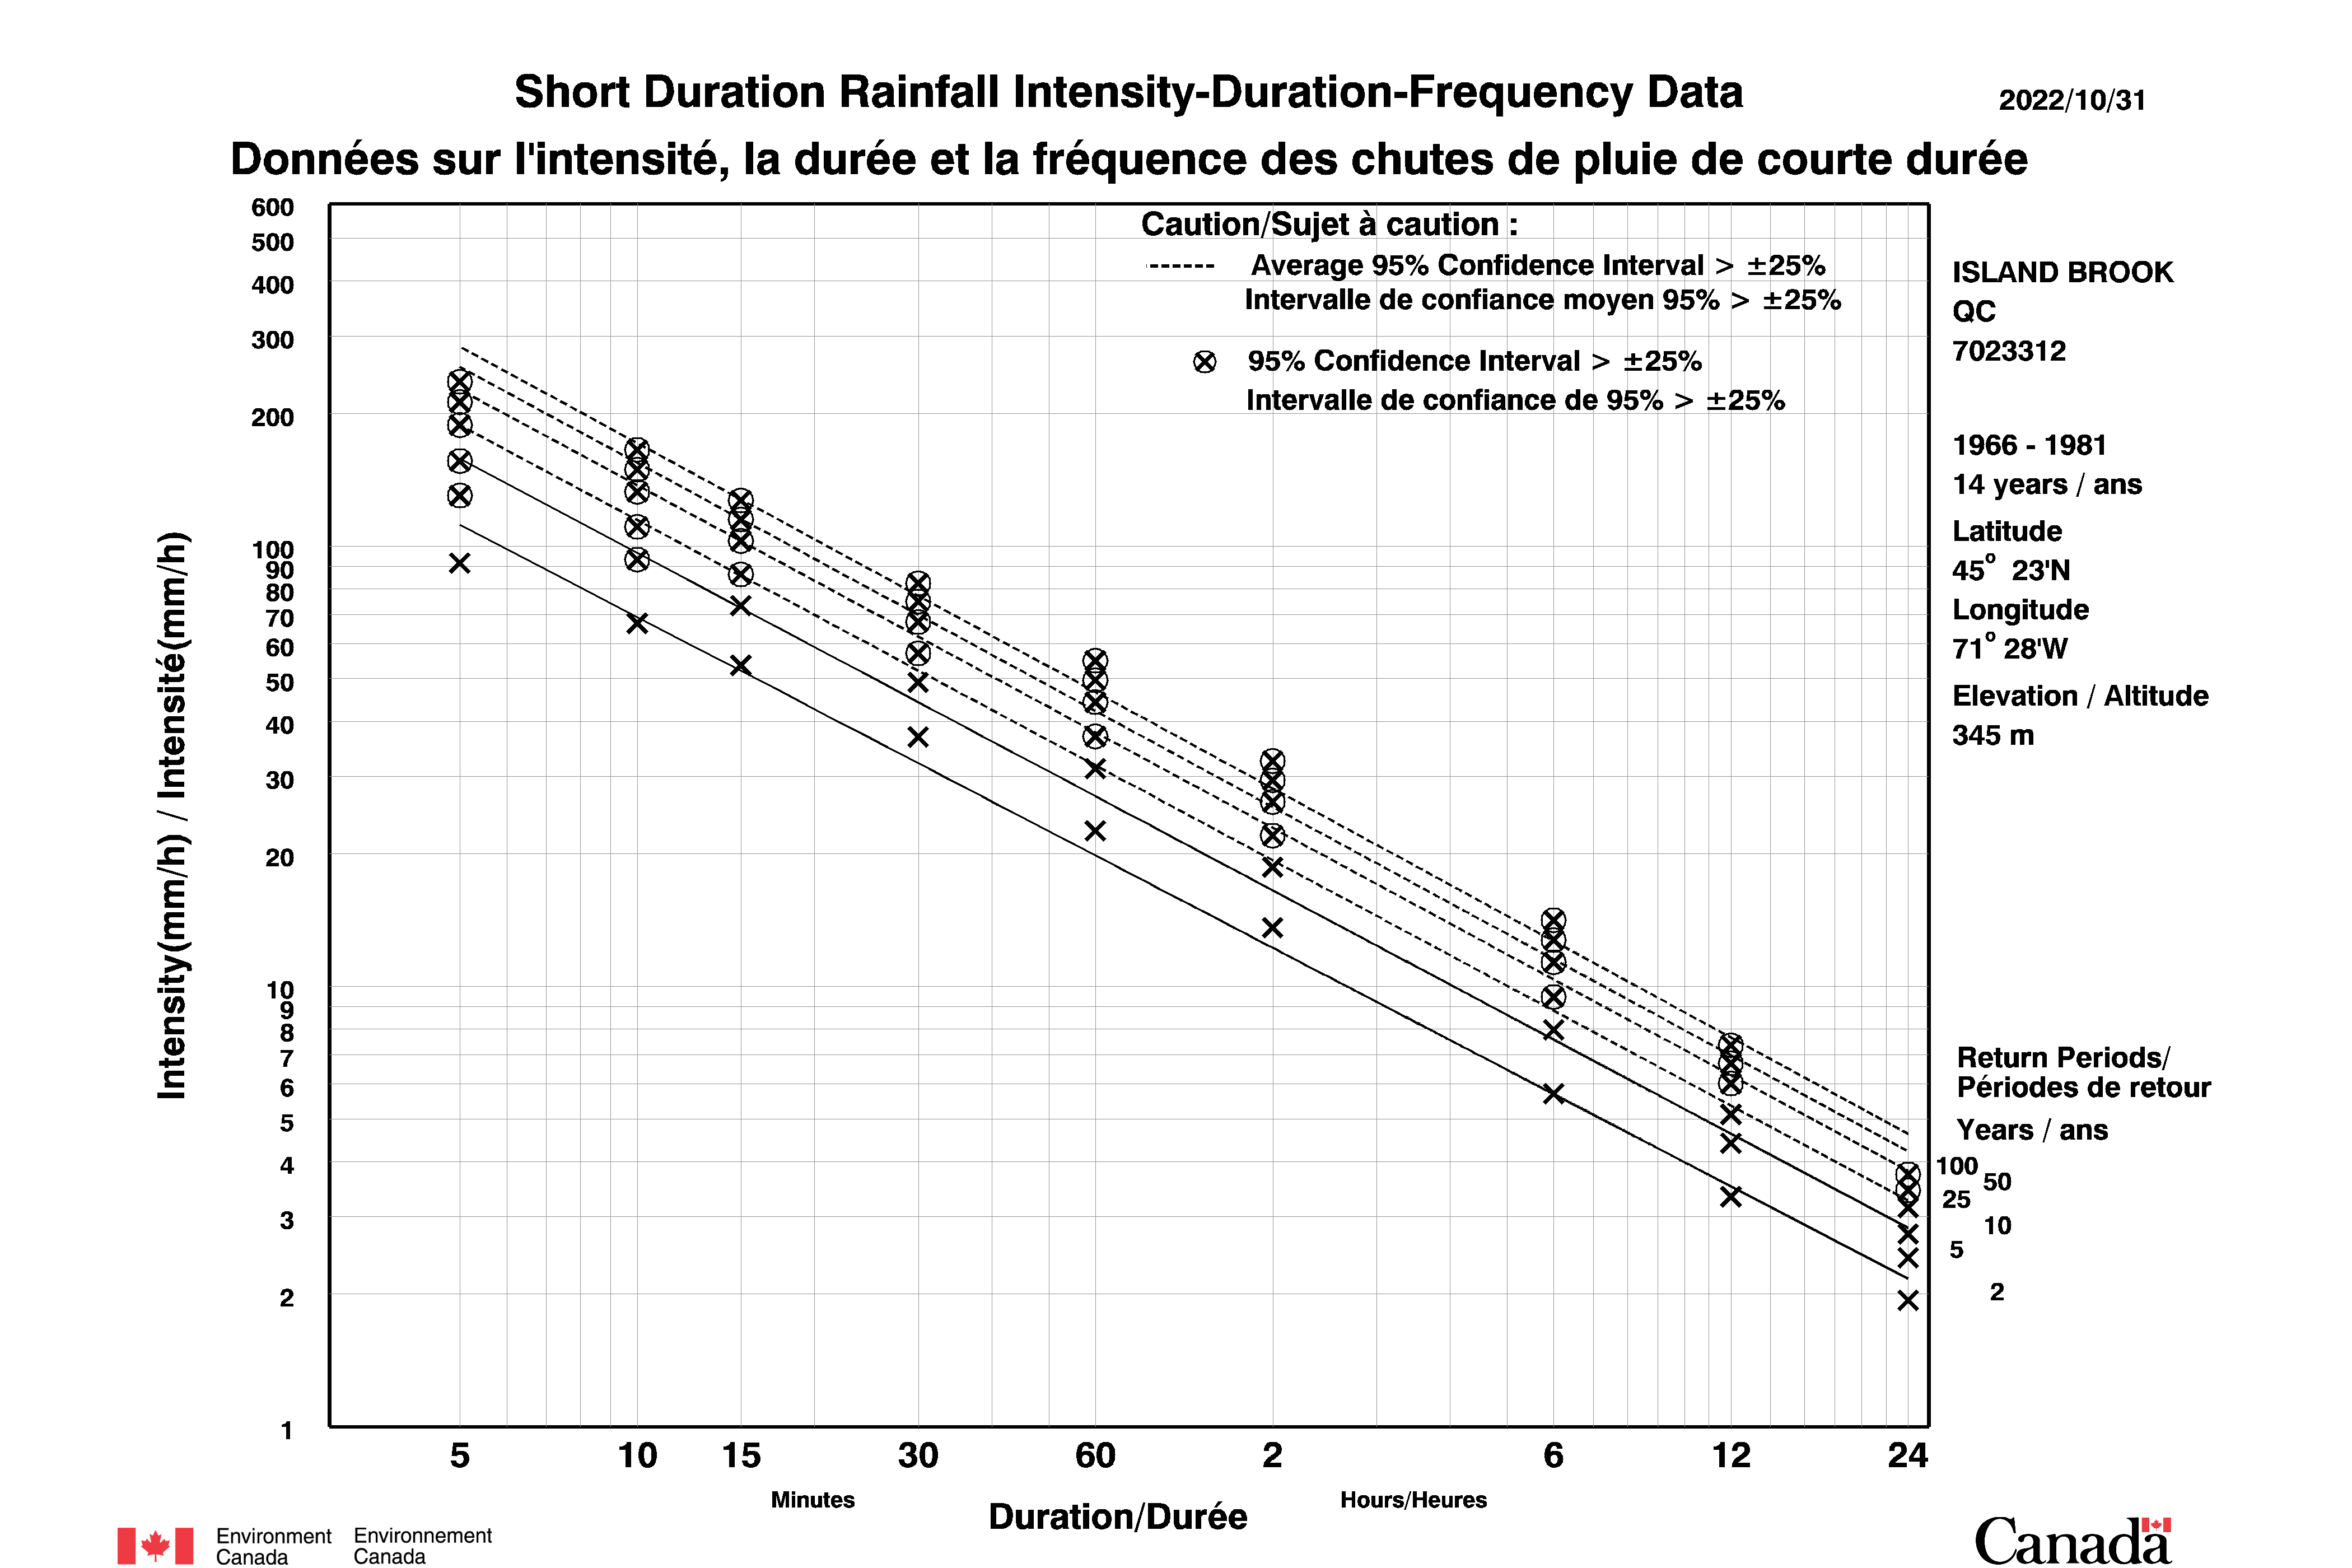 Short Duration Rainfall Intensity-Duration-Frequency Data
2022/10/31
Données sur l'intensité, la durée et la fréquence des chutes de pluie de courte durée
Caution/Sujet à caution :
Average 95% Confidence Interval > ±25%
Intervalle de confiance moyen 95% > ±25%
95% Confidence Interval > ±25%
Intervalle de confiance de 95% > ±25%
ISLAND BROOK
QC
7023312
1966 - 1981
14 years / ans
Latitude
45° 23'N
Longitude
71° 28'W
Elevation / Altitude
345 m
Return Periods/
Périodes de retour
Years / ans
100
50
25
10
5
2
Intensity(mm/h) / Intensité(mm/h)
600
500
400
300
200
100
90
80
70
60
50
40
30
20
10
9
8
7
6
5
4
3
2
1
5 10 15 30 60 2 6 12 24
Minutes
Hours/Heures
Duration/Durée
Environment Environnement
Canada Canada
Canada